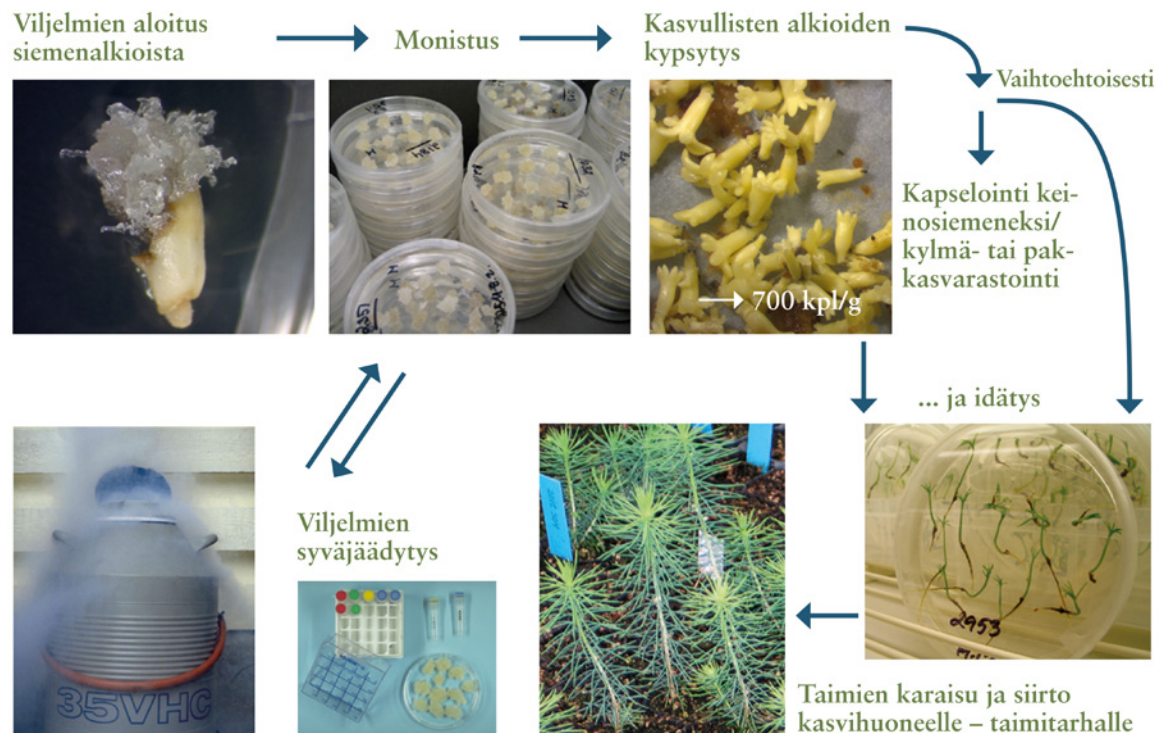 Viljelmien aloitus
siemenalkioista
Monistus
Kasvullisten alkioiden
kypsytys
Vaihtoehtoisesti
Kapselointi kei-
nosiemeneksi/
kylmä- tai pak-
kasvarastointi
700 kpl/g
... ja idätys
Viljelmien
syväjäädytys
35VHC
2953
Taimien karaisu ja siirto
kasvihuoneelle – taimitarhalle